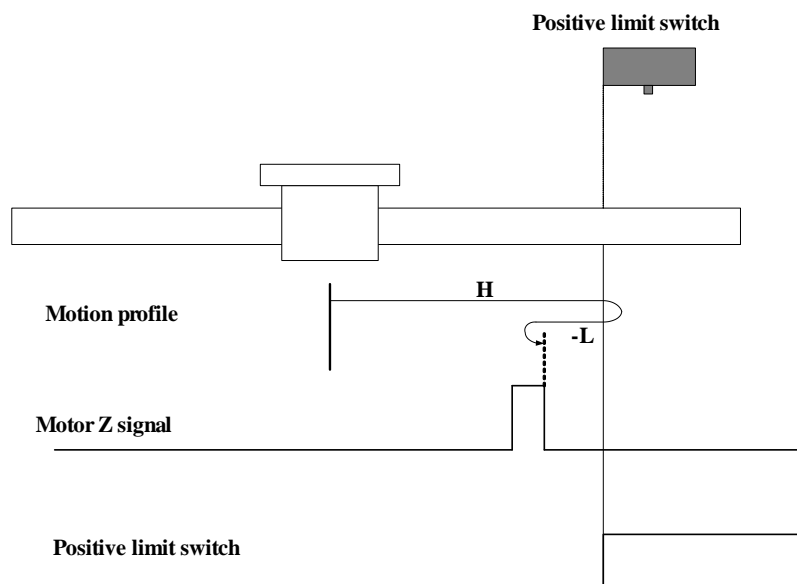 Positive limit switch
H
Motion profile
-L
Motor Z signal
Positive limit switch